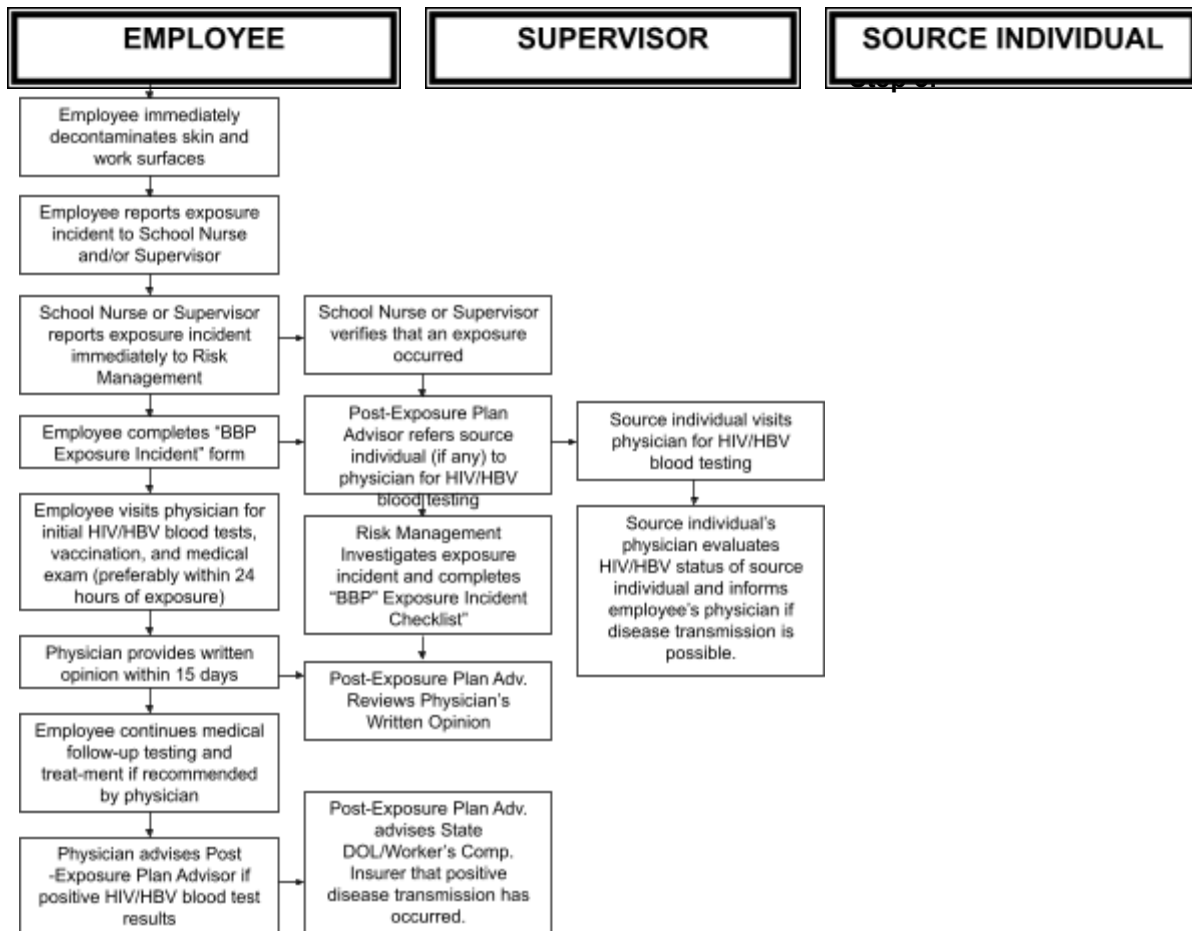 EMPLOYEE
SUPERVISOR
SOURCE INDIVIDUAL
Employee immediately
decontaminates skin and
work surfaces
Employee reports exposure
incident to School Nurse
and/or Supervisor
School Nurse or Supervisor
reports exposure incident
immediately to Risk
Management
School Nurse or Supervisor
verifies that an exposure
occurred
Employee completes "BBP
Exposure Incident" form
Post-Exposure Plan
Advisor refers source
individual (if any) to
physician for HIV/HBV
blood testing
Source individual visits
physician for HIV/HBV
blood testing
Employee visits physician for
initial HIV/HBV blood tests,
vaccination, and medical
exam (preferably within 24
hours of exposure)
Risk Management
Investigates exposure
incident and completes
"BBP" Exposure Incident
Checklist"
Source individual's
physician evaluates
HIV/HBV status of source
individual and informs
employee's physician if
disease transmission is
possible.
Physician provides written
opinion within 15 days
Post-Exposure Plan Adv.
Reviews Physician's
Written Opinion
Employee continues medical
follow-up testing and
treat-ment if recommended
by physician
Physician advises Post
-Exposure Plan Advisor if
positive HIV/HBV blood test
results
Post-Exposure Plan Adv.
advises State
DOL/Worker's Comp.
Insurer that positive
disease transmission has
occurred.